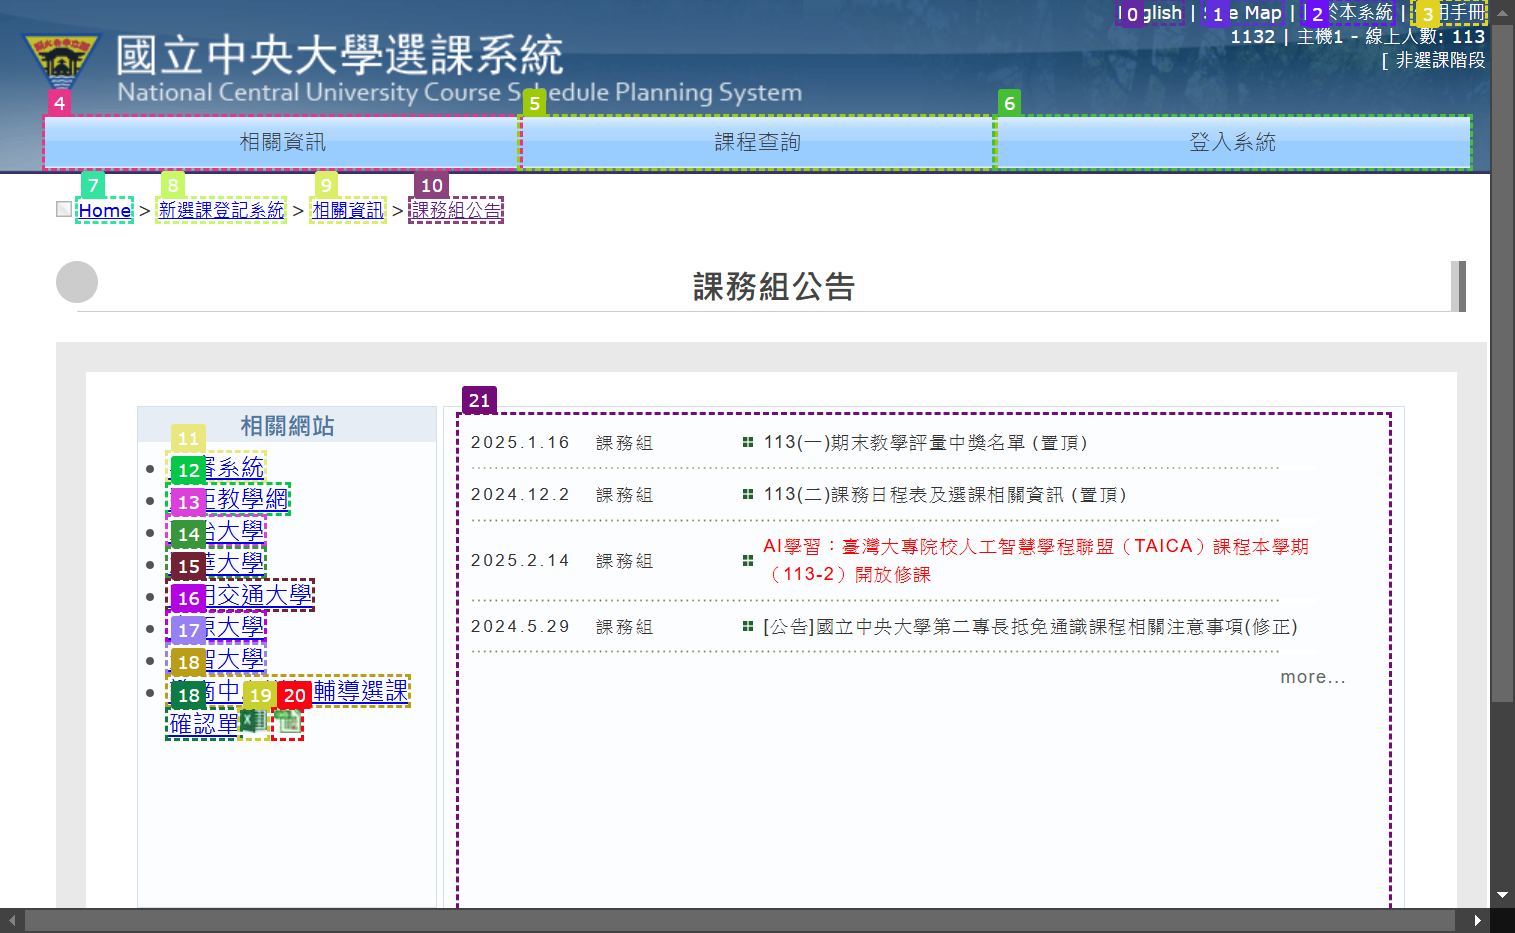 0 English | 1 Site Map | 2 於本系統 | 3 用手冊
1132 | 主機1 - 線上人數: 113
[ 非選課階段
國立中央大學選課系統
National Central University Course Schedule Planning System
4 5 6
相關資訊 課程查詢 登入系統
7 8 9 10
Home > 新選課登記系統 > 相關資訊 > 課務組公告
課務組公告
相關網站
11
12 審系統
13 教學網
14 大學
15 大學
16 交通大學
17 大學
18 大學
輔導選課
18 19 20
確認單
21
2025.1.16 課務組 113(一)期末教學評量中獎名單 (置頂)
2024.12.2 課務組 113(二)課務日程表及選課相關資訊 (置頂)
2025.2.14 課務組 AI學習：臺灣大專院校人工智慧學程聯盟（TAICA）課程本學期
（113-2）開放修課
2024.5.29 課務組 [公告]國立中央大學第二專長抵免通識課程相關注意事項(修正)
more...